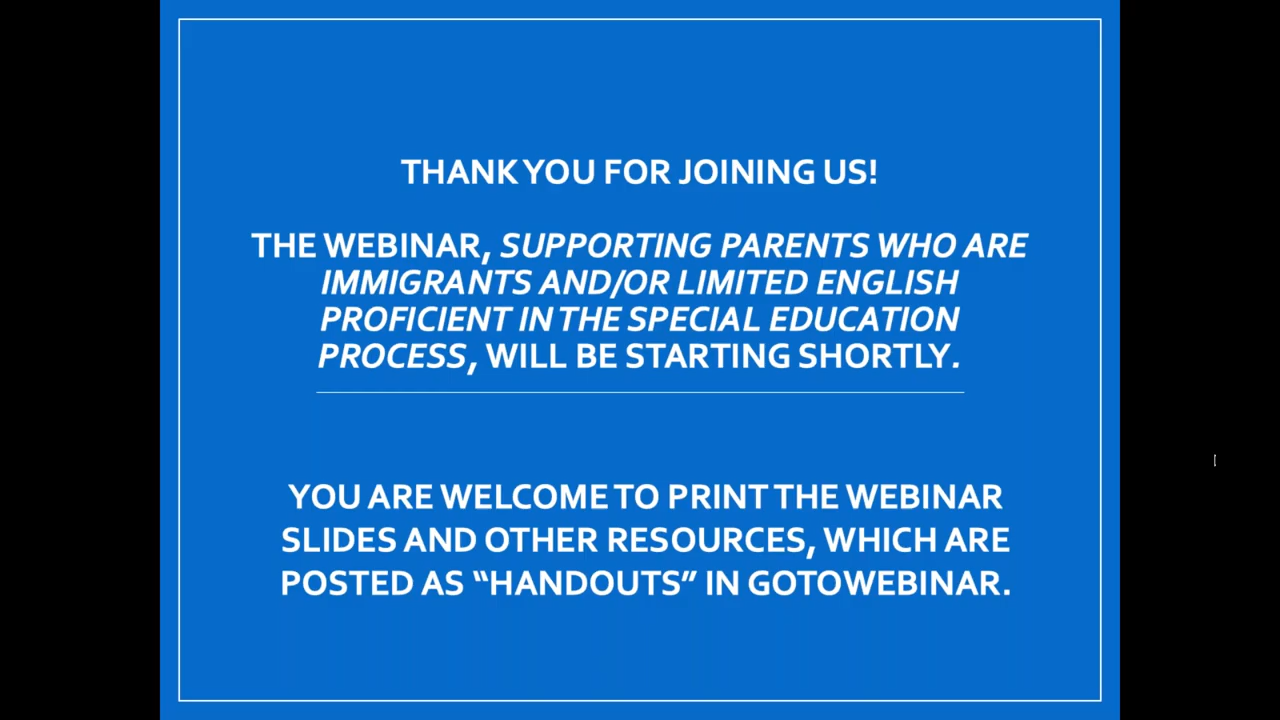 THANK YOU FOR JOINING US!
THE WEBINAR, SUPPORTING PARENTS WHO ARE
IMMIGRANTS AND/OR LIMITED ENGLISH
PROFICIENT IN THE SPECIAL EDUCATION
PROCESS, WILL BE STARTING SHORTLY.
YOU ARE WELCOME TO PRINT THE WEBINAR
SLIDES AND OTHER RESOURCES, WHICH ARE
POSTED AS “HANDOUTS” IN GOTOWEBINAR.